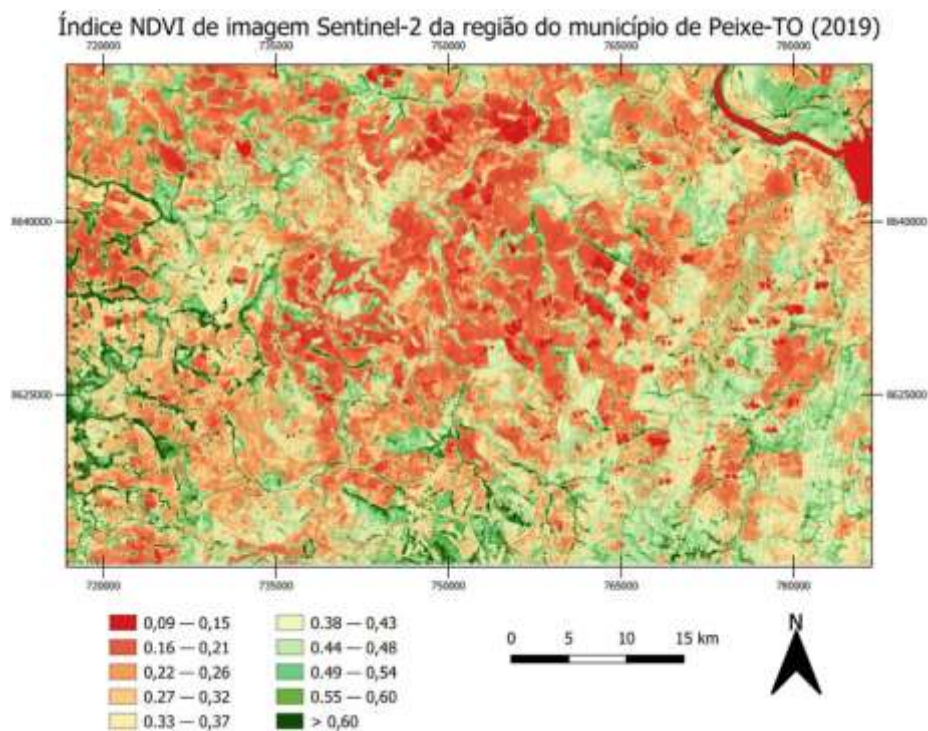 Índice NDVI de imagem Sentinel-2 da região do município de Peixe-TO (2019)
720000 735000 750000 765000 780000
8640000 8640000
8625000 8625000
720000 735000 750000 765000 780000
0,09 — 0,15
0.16 — 0,21
0,22 — 0,26
0.27 — 0,32
0.33 — 0,37
0.38 — 0,43
0.44 — 0,48
0.49 — 0,54
0.55 — 0,60
> 0,60
0 5 10 15 km
N